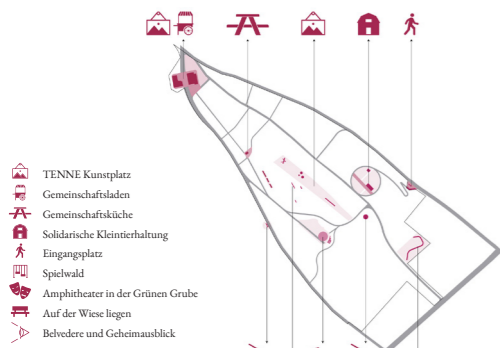 TENNE Kunstplatz
Gemeinschaftsladen
Gemeinschaftsküche
Solidarische Kleintierhaltung
Eingangsplatz
Spielwald
Amphitheater in der Grünen Grube
Auf der Wiese liegen
Belvedere und Geheimausblick